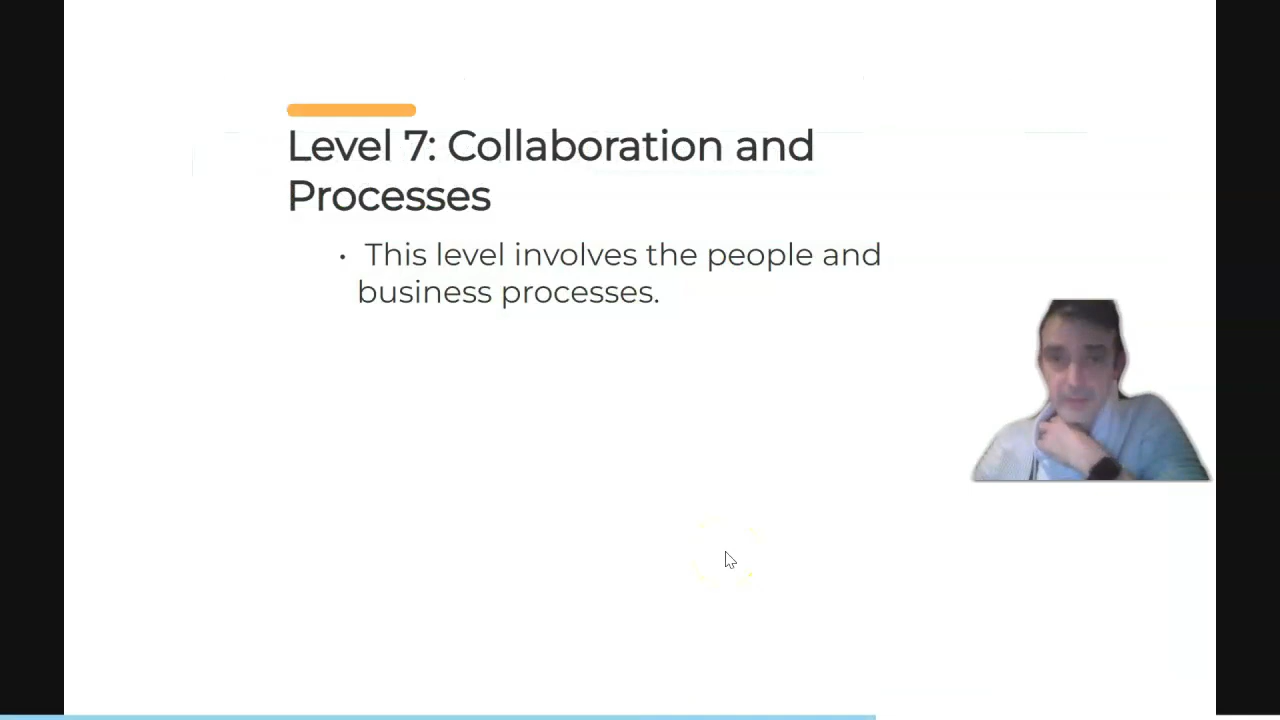 Level 7: Collaboration and
Processes
• This level involves the people and
business processes.